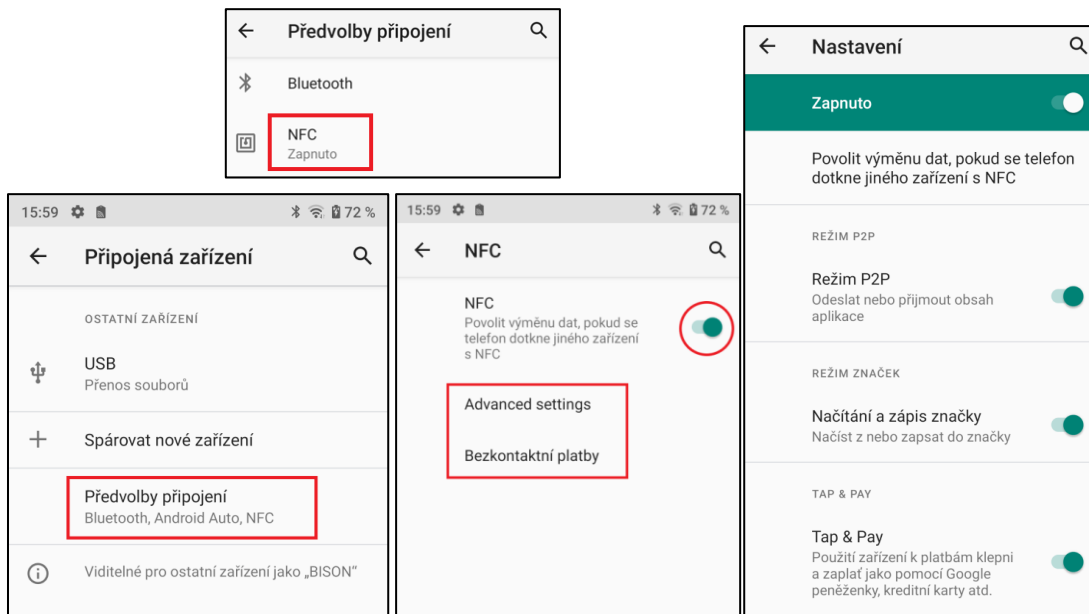 Předvolby připojení
Bluetooth
NFC
Zapnuto
15:59 72 %
Připojená zařízení
OSTATNÍ ZAŘÍZENÍ
USB
Přenos souborů
Spárovat nové zařízení
Předvolby připojení
Bluetooth, Android Auto, NFC
Viditelné pro ostatní zařízení jako „BISON“
15:59 72 %
NFC
NFC
Povolit výměnu dat, pokud se
telefon dotkne jiného zařízení
s NFC
Advanced settings
Bezkontaktní platby
Nastavení
Zapnuto
Povolit výměnu dat, pokud se telefon
dotkne jiného zařízení s NFC
REŽIM P2P
Režim P2P
Odeslat nebo přijmout obsah
aplikace
REŽIM ZNAČEK
Načítání a zápis značky
Načíst z nebo zapsat do značky
TAP & PAY
Tap & Pay
Použití zařízení k platbám klepni
a zaplať jako pomocí Google
peněženky, kreditní karty atd.